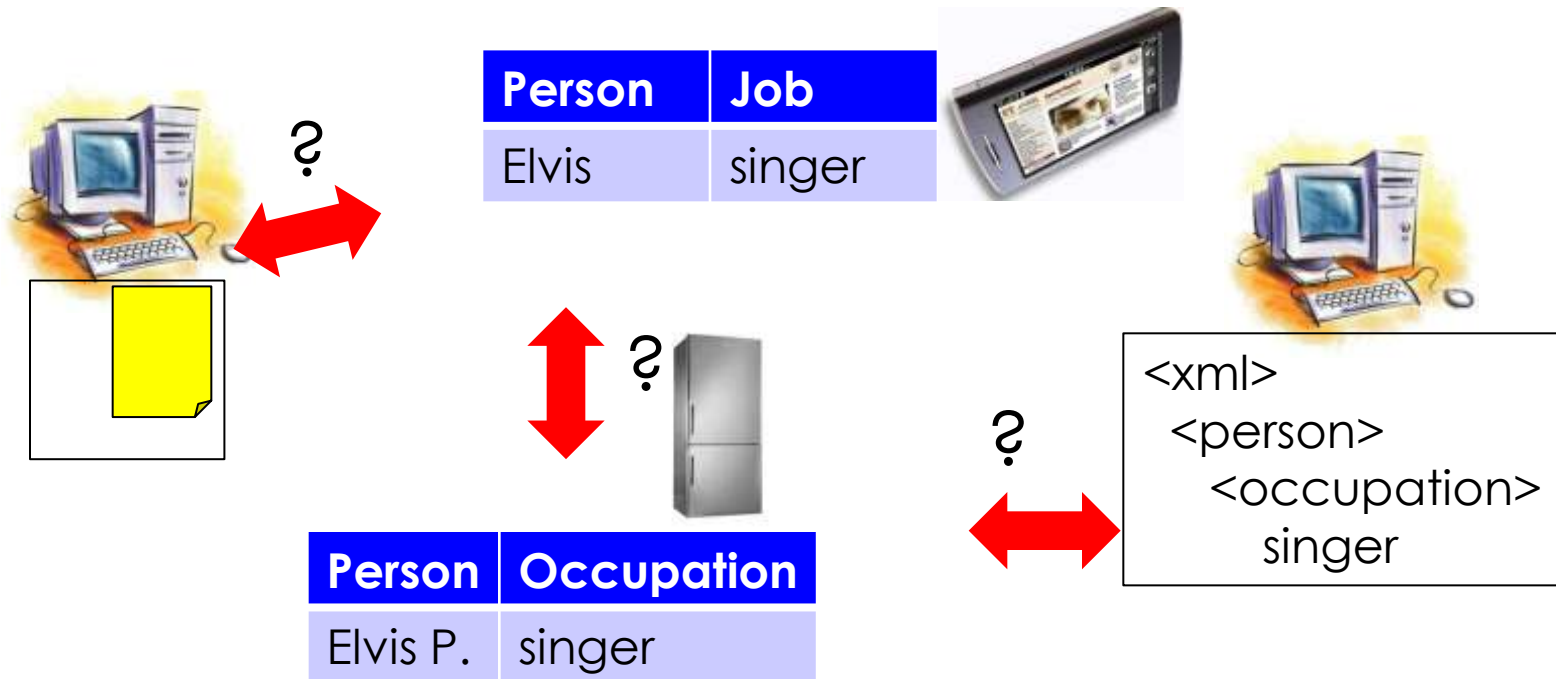 ?
Person Job
Elvis singer
?
Person Occupation
Elvis P. singer
?
<xml>
<person>
<occupation>
singer